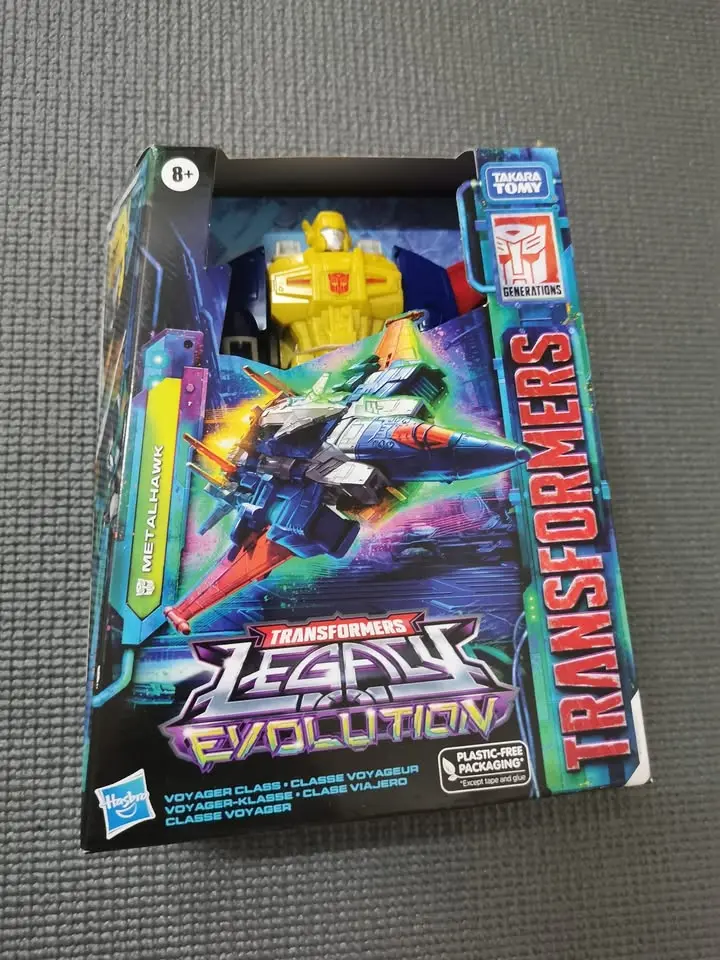 8+
TAKARA
TOMY
GENERATIONS
TRANSFORMERS
METALHAWK
TRANSFORMERS
LEGACY
EVOLUTION
PLASTIC-FREE
PACKAGING*
*Except tape and glue
Hasbro
VOYAGER CLASS • CLASSE VOYAGEUR
VOYAGER-KLASSE • CLASE VIAJERO
CLASSE VOYAGER